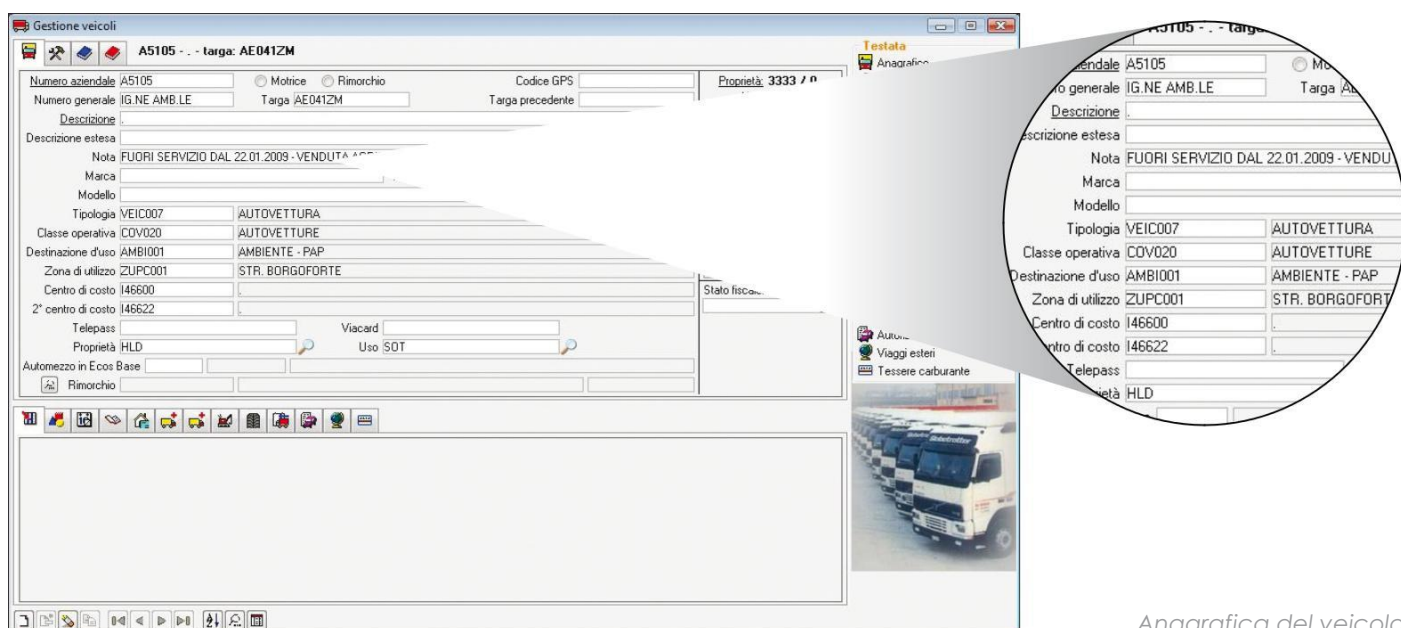 Gestione veicoli
A5105 - . - targa: AE041ZM
Numero aziendale A5105 Motrice Rimorchio Codice GPS Proprietà: 3333 / 0
Numero generale IG.NE AMB.LE Targa AE041ZM Targa precedente
Descrizione .
Descrizione estesa
Nota FUORI SERVIZIO DAL 22.01.2009 - VENDUTA
Marca
Modello
Tipologia VEIC007 AUTOVETTURA
Classe operativa COV020 AUTOVETTURE
Destinazione d'uso AMBI001 AMBIENTE - PAP
Zona di utilizzo ZUPC001 STR. BORGOFORTE
Centro di costo I46600 .
2° centro di costo I46622 .
Telepass Viacard
Proprietà HLD Uso SOT
Automezzo in Ecos Base
Rimorchio
Stato
Testata
Anagrafico
Viaggi esteri
Tessere carburante
A5105 - . - targa
aziendale A5105
generale IG.NE AMB.LE Targa
Descrizione .
Descrizione estesa
Nota FUORI SERVIZIO DAL 22.01.2009 - VENDU
Marca
Modello
Tipologia VEIC007 AUTOVETTURA
Classe operativa COV020 AUTOVETTURE
Destinazione d'uso AMBI001 AMBIENTE - PAP
Zona di utilizzo ZUPC001 STR. BORGOFORT
Centro di costo I46600 .
centro di costo I46622 .
Telepass
HLD
Anagrafica del veicolo